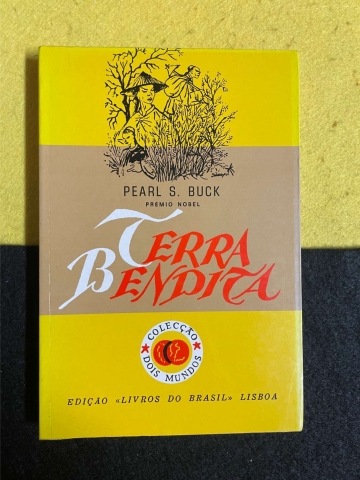 PEARL S. BUCK
PREMIO NOBEL
TERRA
BENDITA
COLECÇÃO
DOIS MUNDOS
EDIÇÃO «LIVROS DO BRASIL» LISBOA